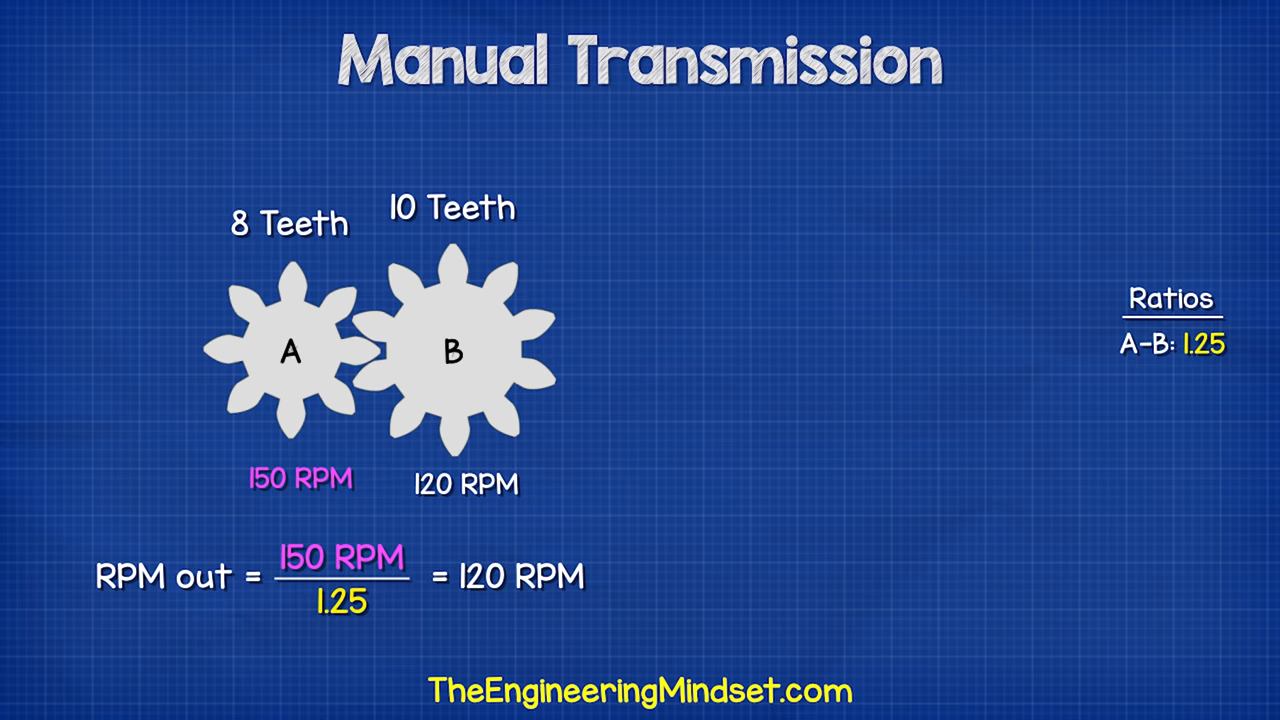 Manual Transmission
8 Teeth
10 Teeth
A
B
150 RPM
120 RPM
Ratios
A-B: 1.25
RPM out = 150 RPM / 1.25 = 120 RPM
TheEngineeringMindset.com